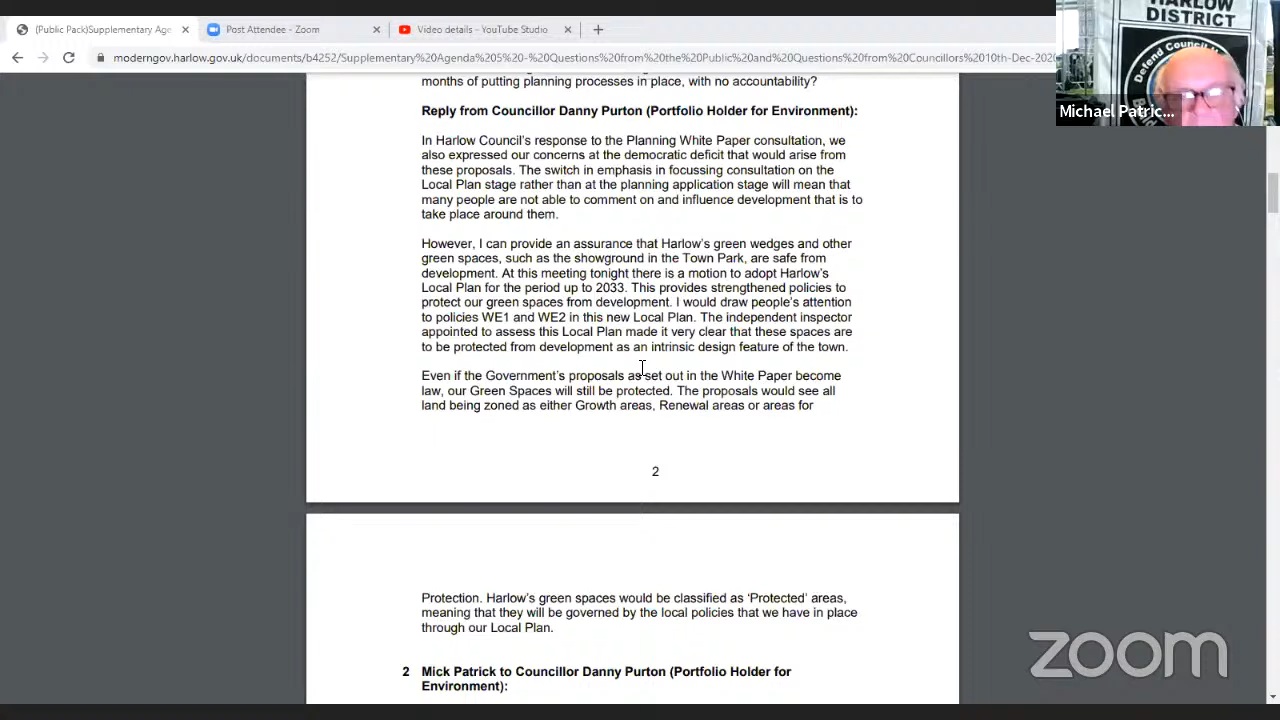 (Public Pack)Supplementary Age
Post Attendee - Zoom
Video details - YouTube Studio
moderngov.harlow.gov.uk/documents/b4252/Supplementary%20Agenda%205%20-%20Questions%20from%20the%20Public%20and%20Questions%20from%20Councillors%2010th-Dec-2020
HARLOW
DISTRICT
Defend Council
Michael Patric...
months of putting planning processes in place, with no accountability?
Reply from Councillor Danny Purton (Portfolio Holder for Environment):
In Harlow Council's response to the Planning White Paper consultation, we
also expressed our concerns at the democratic deficit that would arise from
these proposals. The switch in emphasis in focussing consultation on the
Local Plan stage rather than at the planning application stage will mean that
many people are not able to comment on and influence development that is to
take place around them.
However, I can provide an assurance that Harlow's green wedges and other
green spaces, such as the showground in the Town Park, are safe from
development. At this meeting tonight there is a motion to adopt Harlow's
Local Plan for the period up to 2033. This provides strengthened policies to
protect our green spaces from development. I would draw people's attention
to policies WE1 and WE2 in this new Local Plan. The independent inspector
appointed to assess this Local Plan made it very clear that these spaces are
to be protected from development as an intrinsic design feature of the town.
Even if the Government's proposals as set out in the White Paper become
law, our Green Spaces will still be protected. The proposals would see all
land being zoned as either Growth areas, Renewal areas or areas for
2
Protection. Harlow's green spaces would be classified as 'Protected' areas,
meaning that they will be governed by the local policies that we have in place
through our Local Plan.
2 Mick Patrick to Councillor Danny Purton (Portfolio Holder for
Environment):
zoom